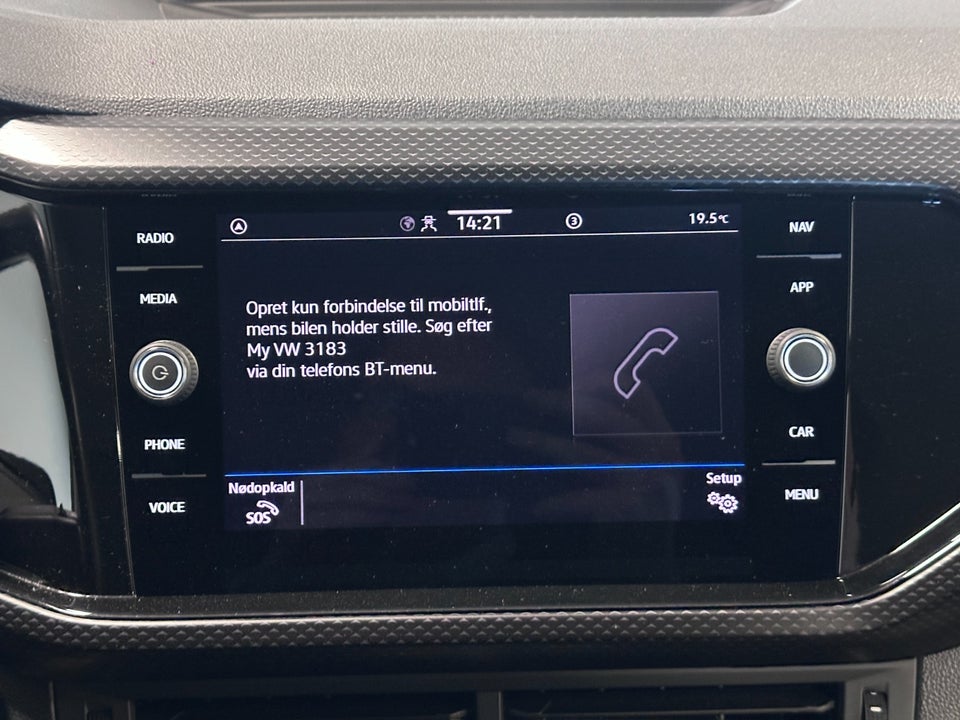 A
14:21
3
19.5°C
RADIO
MEDIA
PHONE
VOICE
Opret kun forbindelse til mobiltlf.,
mens bilen holder stille. Søg efter
My VW 3183
via din telefons BT-menu.
Nødopkald
SOS
Setup
NAV
APP
CAR
MENU